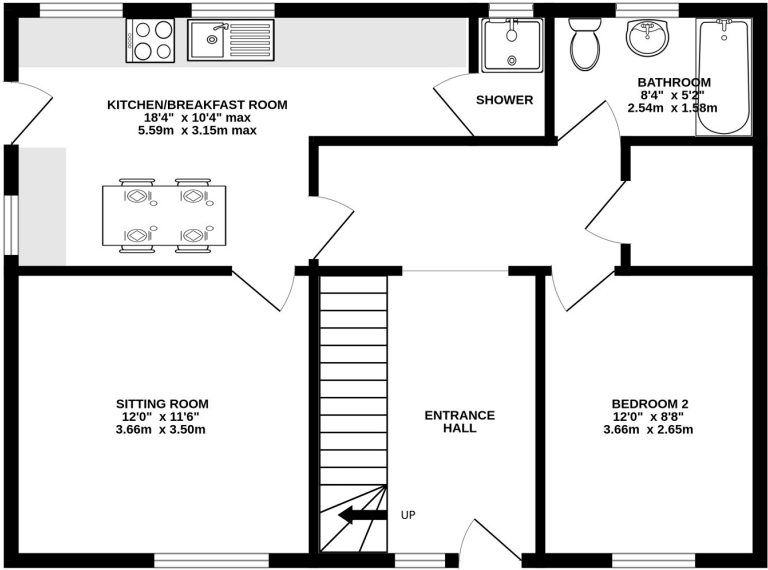 KITCHEN/BREAKFAST ROOM
18'4" x 10'4" max
5.59m x 3.15m max
SHOWER
BATHROOM
8'4" x 5'2"
2.54m x 1.58m
SITTING ROOM
12'0" x 11'6"
3.66m x 3.50m
ENTRANCE
HALL
BEDROOM 2
12'0" x 8'8"
3.66m x 2.65m
UP